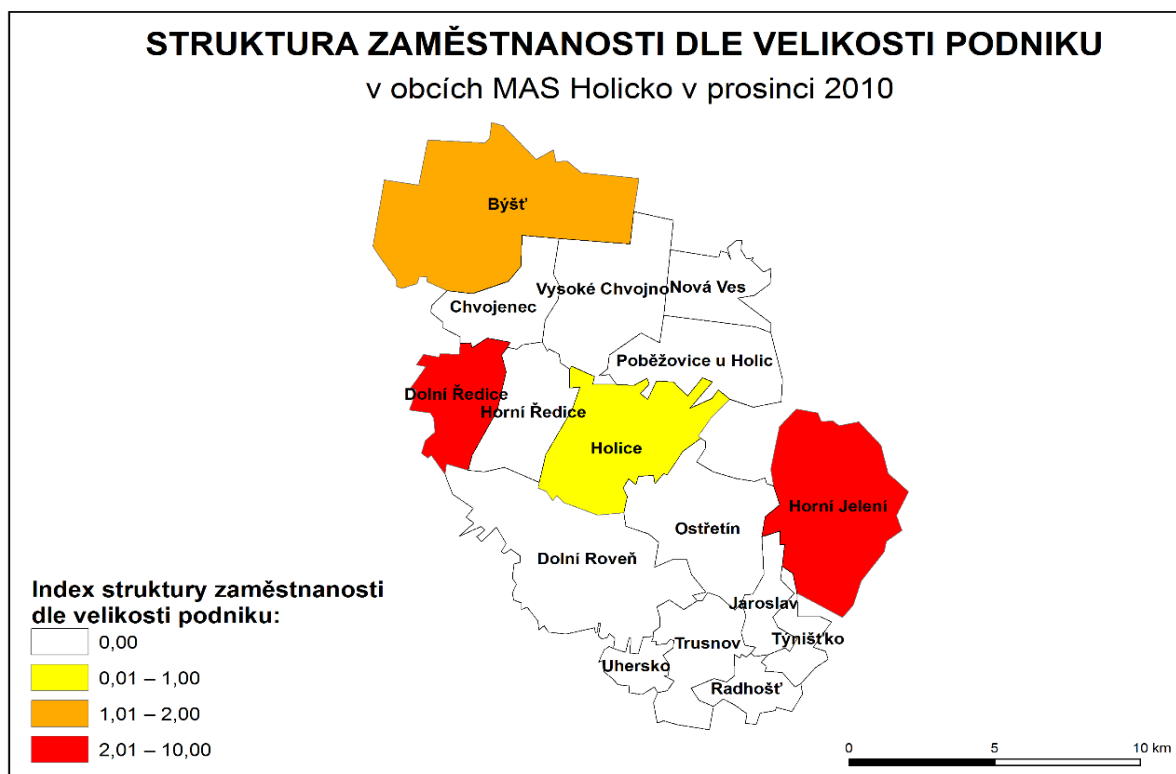 STRUKTURA ZAMĚSTNANOSTI DLE VELIKOSTI PODNIKU
v obcích MAS Holicko v prosinci 2010
Býšť
Vysoké Chvojno
Nová Ves
Chvojenec
Poběžovice u Holic
Dolní Ředice
Horní Ředice
Holice
Horní Jelení
Ostřetín
Dolní Roveň
Jaroslav
Týnišťko
Trusnov
Uhersko
Radhošť
Index struktury zaměstnanosti
dle velikosti podniku:
0,00
0,01 – 1,00
1,01 – 2,00
2,01 – 10,00
0 5 10 km